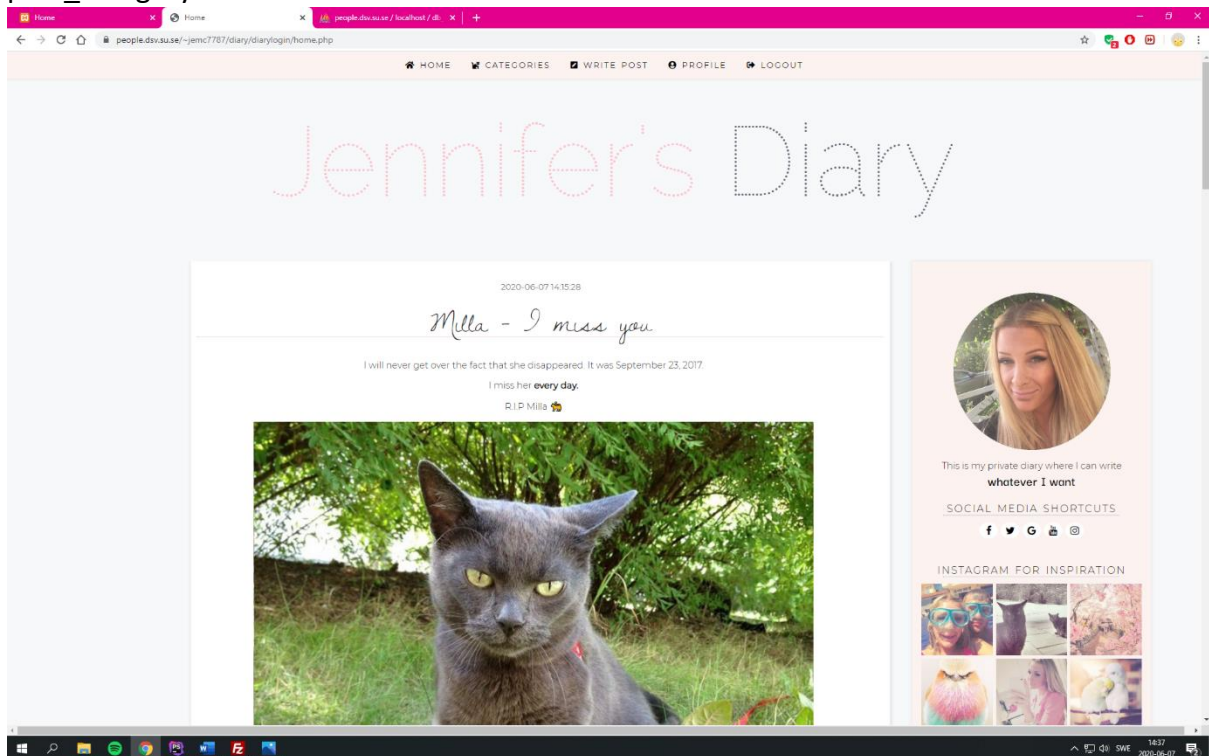 Home
Home
people.dsv.su.se / localhost / db
people.dsv.su.se/~jemc7787/diary/diarylogin/home.php
HOME CATEGORIES WRITE POST PROFILE LOGOUT
Jennifer's Diary
2020-06-07 14:15:28
Milla - I miss you
I will never get over the fact that she disappeared. It was September 23, 2017.
I miss her every day.
R.I.P Milla
This is my private diary where I can write
whatever I want
SOCIAL MEDIA SHORTCUTS
INSTAGRAM FOR INSPIRATION
SWE
14:37
2020-06-07